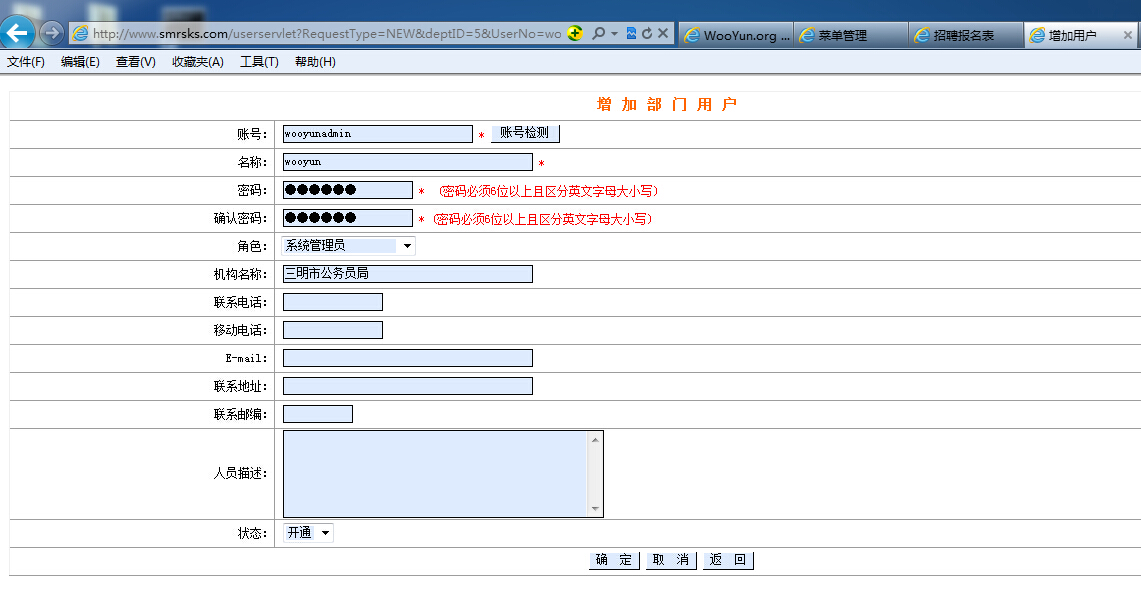 http://www.smrsks.com/userservlet?RequestType=NEW&deptID=5&UserNo=wo
WooYun.org ...
菜单管理
招聘报名表
增加用户
文件(F) 编辑(E) 查看(V) 收藏夹(A) 工具(T) 帮助(H)
增 加 部 门 用 户
账号: wooyunadmin * 账号检测
名称: wooyun *
密码: ●●●●●● * (密码必须6位以上且区分英文字母大小写)
确认密码: ●●●●●● * (密码必须6位以上且区分英文字母大小写)
角色: 系统管理员
机构名称: 三明市公务员局
联系电话:
移动电话:
E-mail:
联系地址:
联系邮编:
人员描述:
状态: 开通
确 定 取 消 返 回